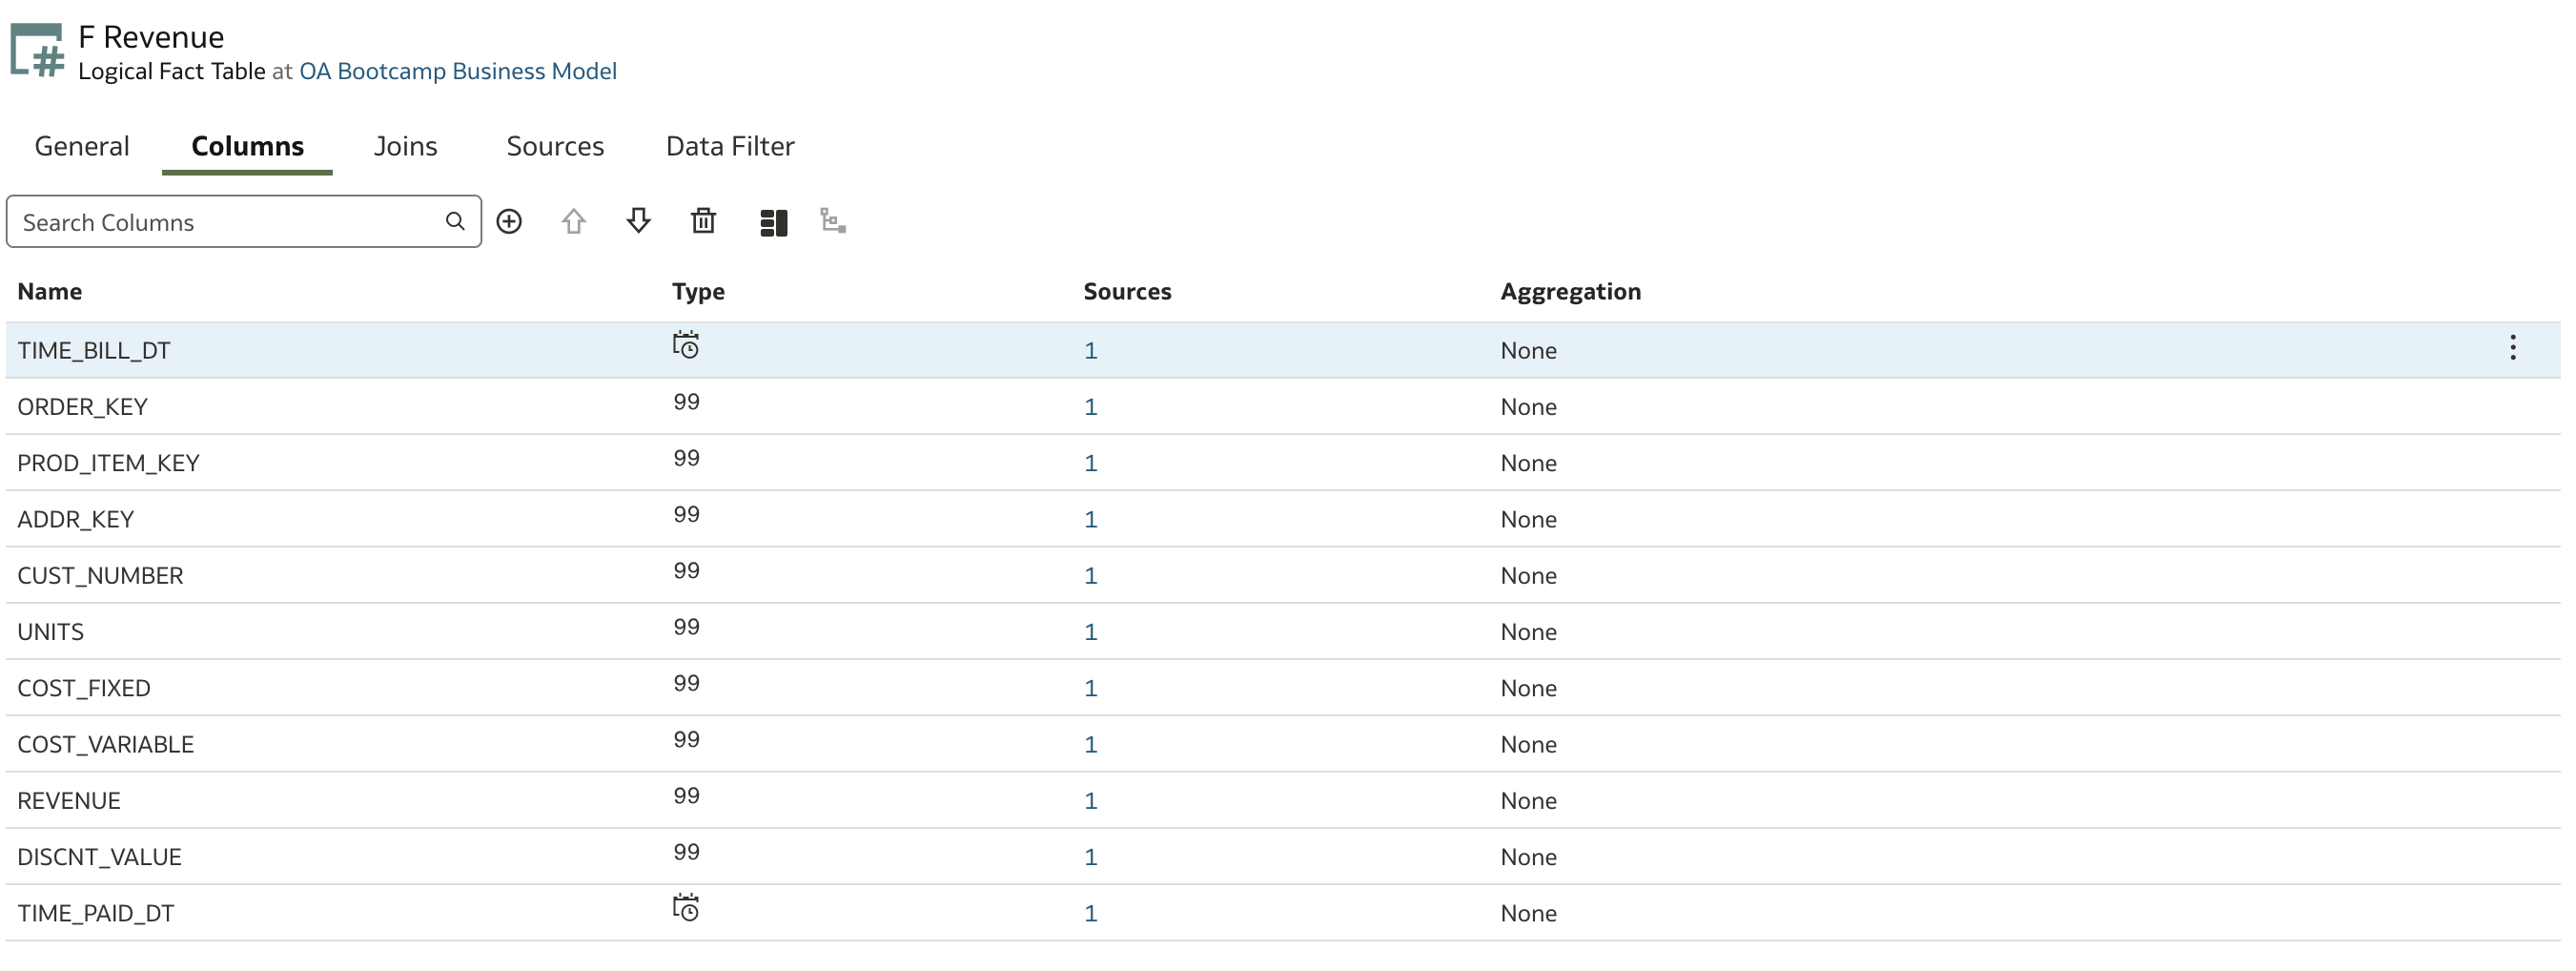 F Revenue
Logical Fact Table at OA Bootcamp Business Model
General Columns Joins Sources Data Filter
Search Columns
Name Type Sources Aggregation
TIME_BILL_DT 1 None
ORDER_KEY 99 1 None
PROD_ITEM_KEY 99 1 None
ADDR_KEY 99 1 None
CUST_NUMBER 99 1 None
UNITS 99 1 None
COST_FIXED 99 1 None
COST_VARIABLE 99 1 None
REVENUE 99 1 None
DISCNT_VALUE 99 1 None
TIME_PAID_DT 1 None